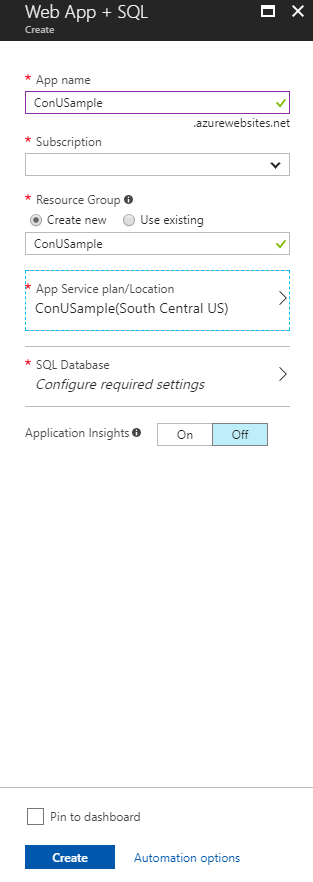 Web App + SQL
Create
* App name
ConUSample
.azurewebsites.net
* Subscription
* Resource Group
Create new Use existing
ConUSample
* App Service plan/Location
ConUSample(South Central US)
* SQL Database
Configure required settings
Application Insights On Off
Pin to dashboard
Create Automation options